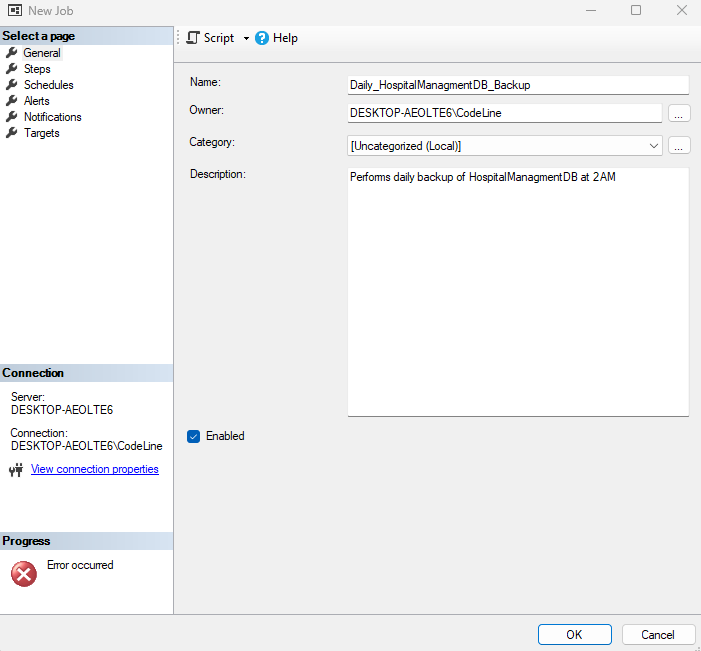 New Job
Select a page
General
Steps
Schedules
Alerts
Notifications
Targets
Script
Help
Name:
Daily_HospitalManagmentDB_Backup
Owner:
DESKTOP-AEOLTE6\CodeLine
...
Category:
[Uncategorized (Local)]
...
Description:
Performs daily backup of HospitalManagmentDB at 2 AM
Enabled
Connection
Server:
DESKTOP-AEOLTE6
Connection:
DESKTOP-AEOLTE6\CodeLine
View connection properties
Progress
Error occurred
OK
Cancel